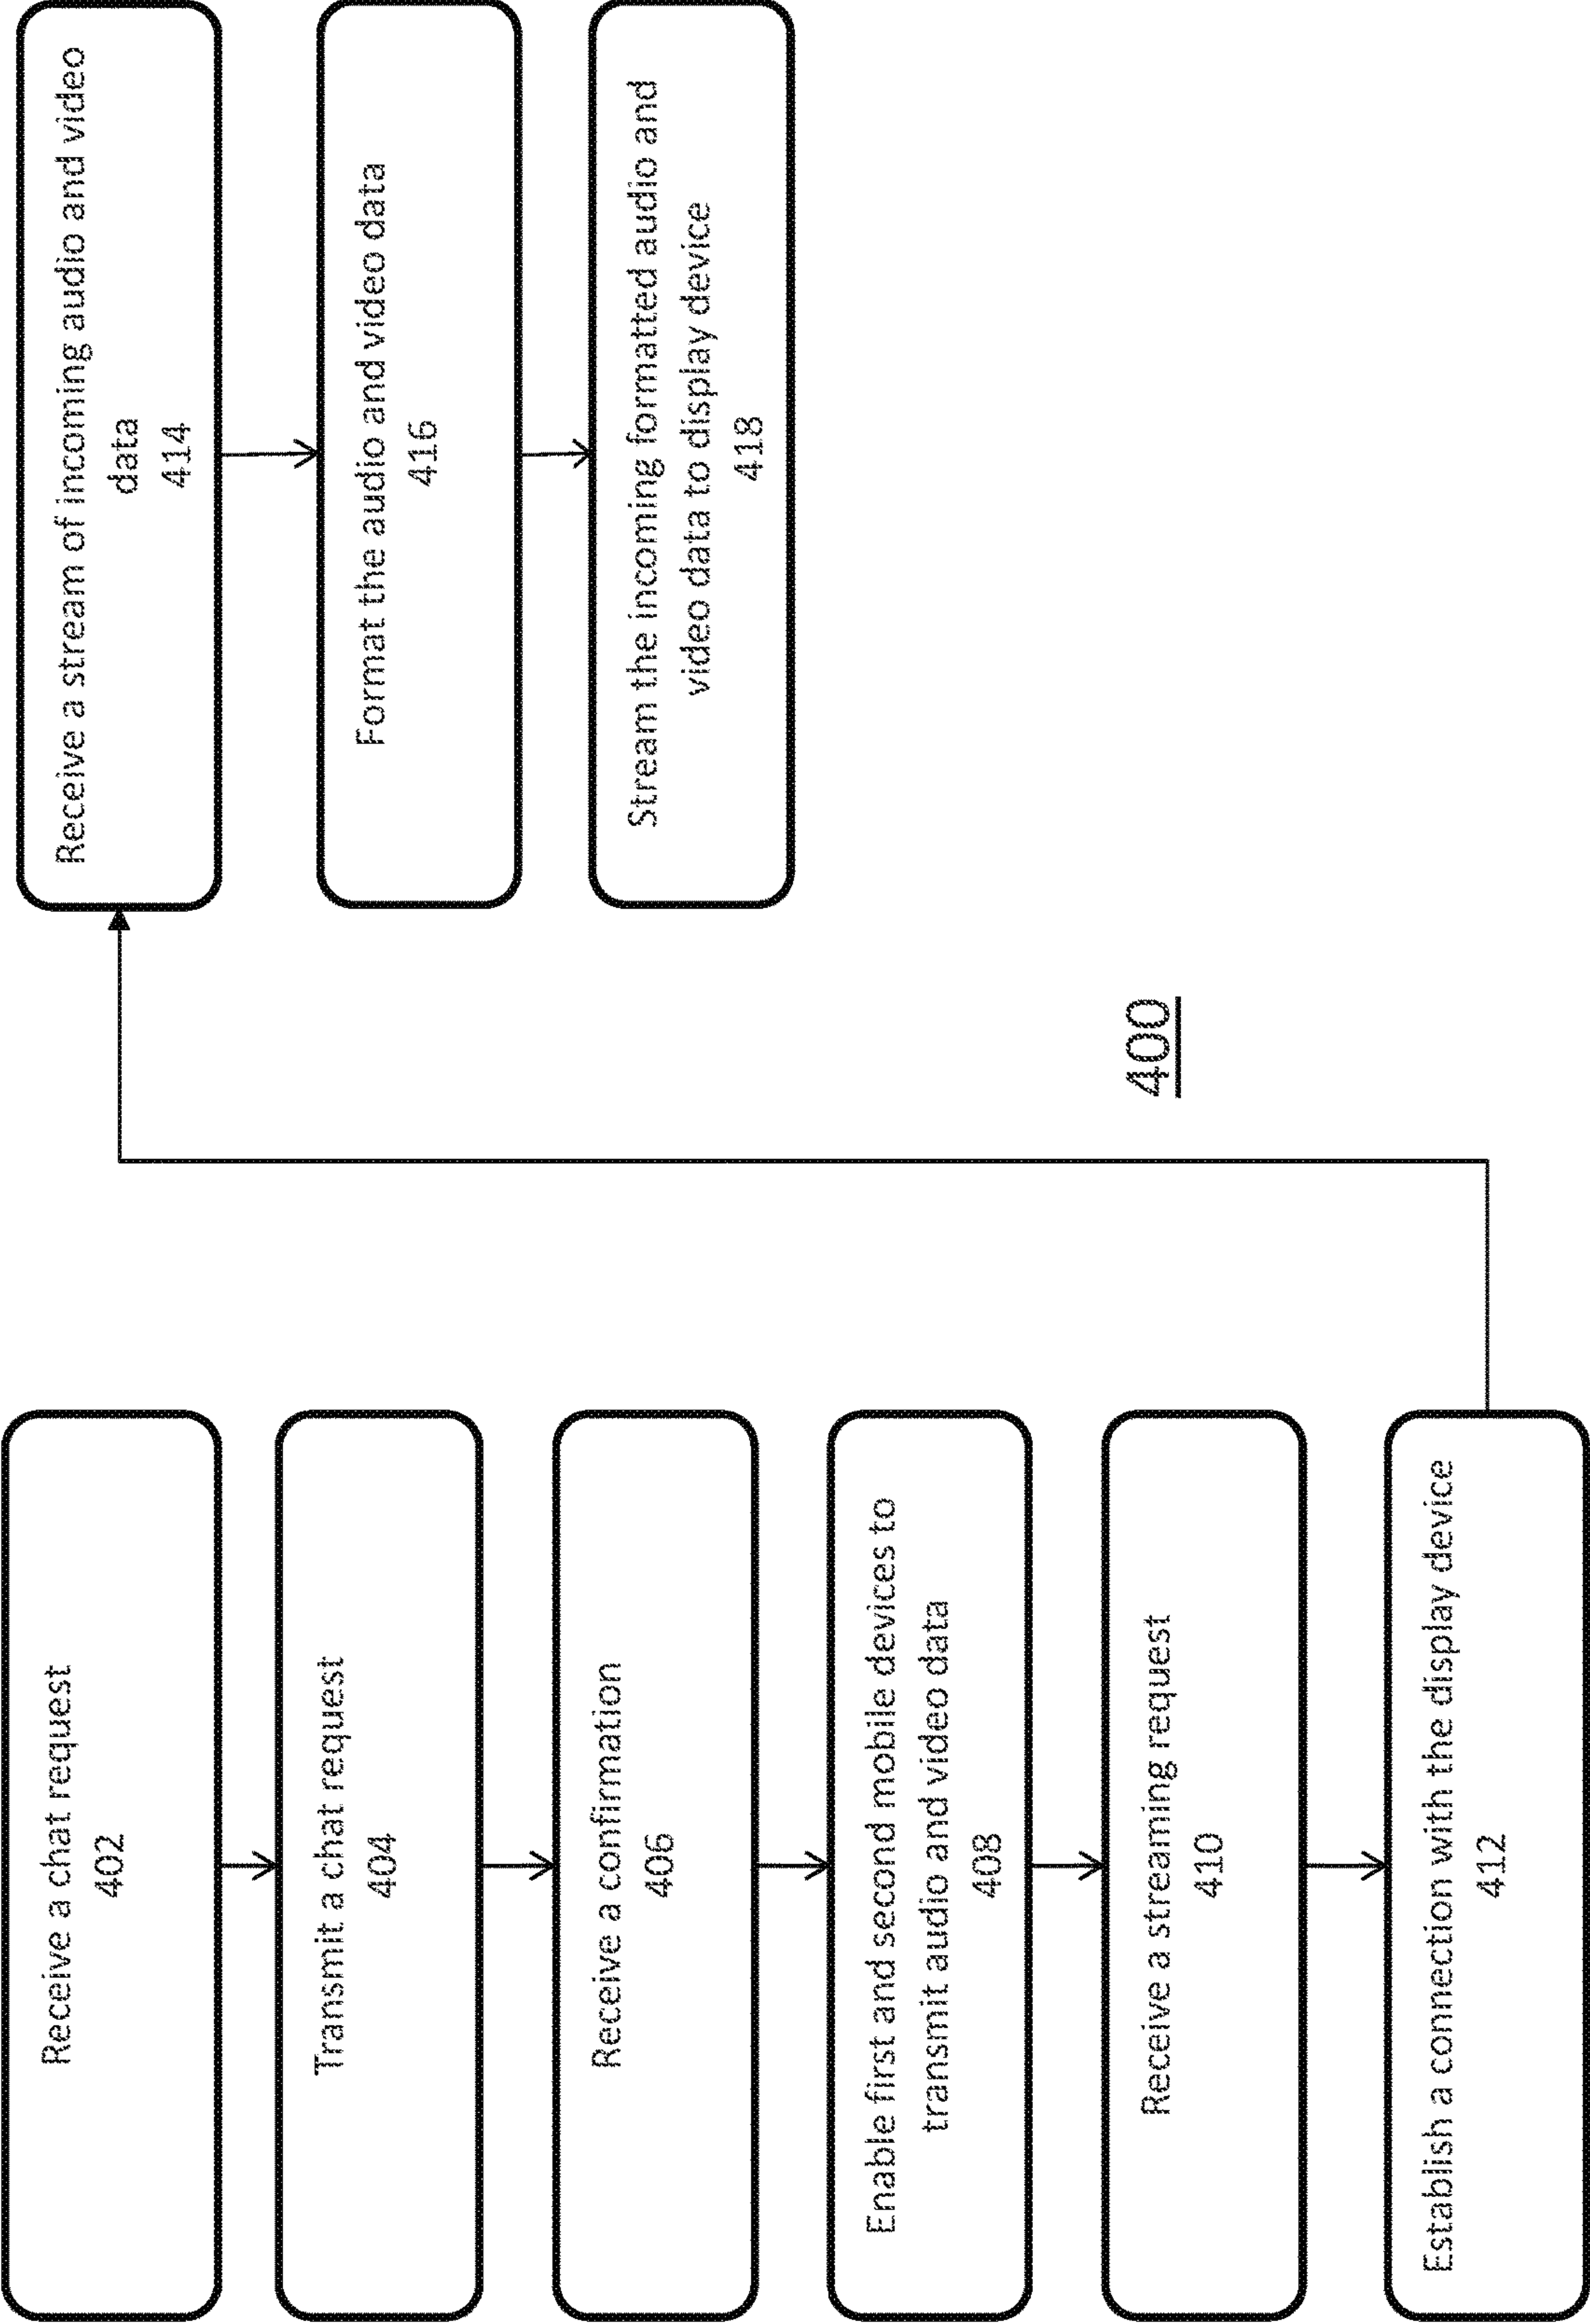 Receive a chat request
402
Transmit a chat request
404
Receive a confirmation
406
Enable first and second mobile devices to
transmit audio and video data
408
Receive a streaming request
410
Establish a connection with the display device
412
Receive a stream of incoming audio and video
data
414
Format the audio and video data
416
Stream the incoming formatted audio and
video data to display device
418
400